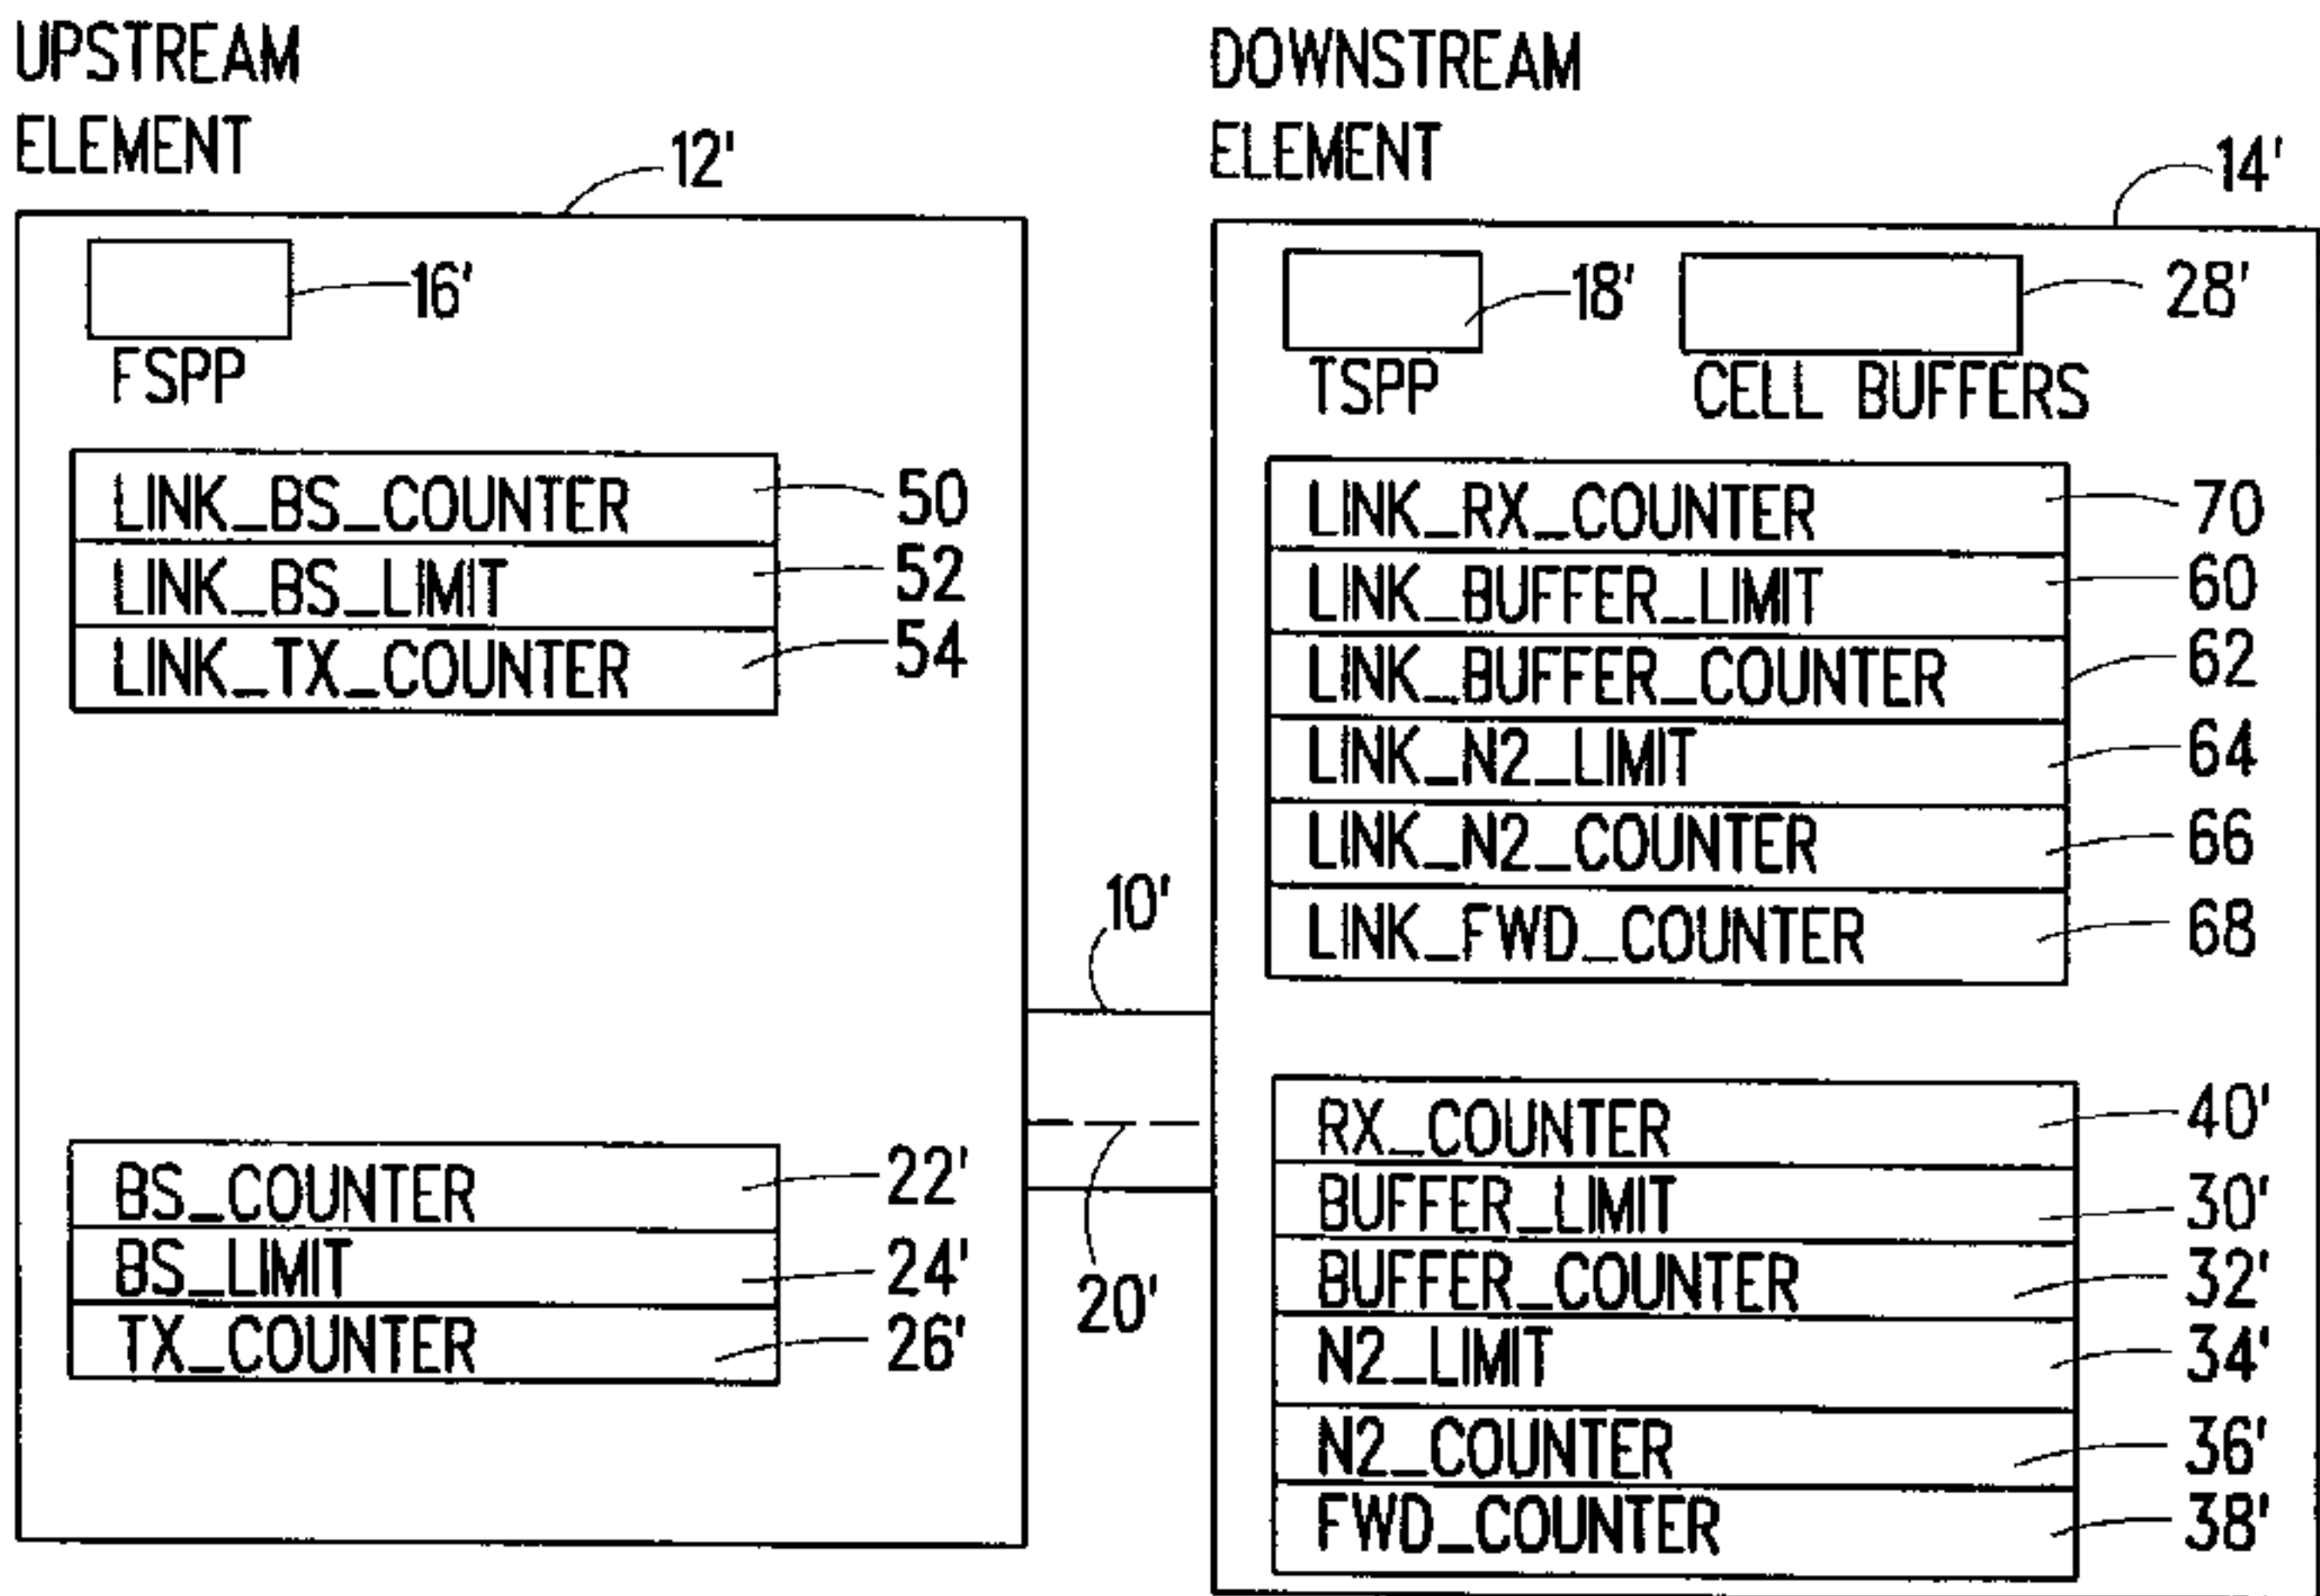 UPSTREAM
ELEMENT
12'
16'
FSPP
LINK_BS_COUNTER 50
LINK_BS_LIMIT 52
LINK_TX_COUNTER 54
BS_COUNTER 22'
BS_LIMIT 24'
TX_COUNTER 26'
10'
20'
DOWNSTREAM
ELEMENT
14'
18'
28'
TSPP
CELL BUFFERS
LINK_RX_COUNTER 70
LINK_BUFFER_LIMIT 60
LINK_BUFFER_COUNTER 62
LINK_N2_LIMIT 64
LINK_N2_COUNTER 66
LINK_FWD_COUNTER 68
RX_COUNTER 40'
BUFFER_LIMIT 30'
BUFFER_COUNTER 32'
N2_LIMIT 34'
N2_COUNTER 36'
FWD_COUNTER 38'